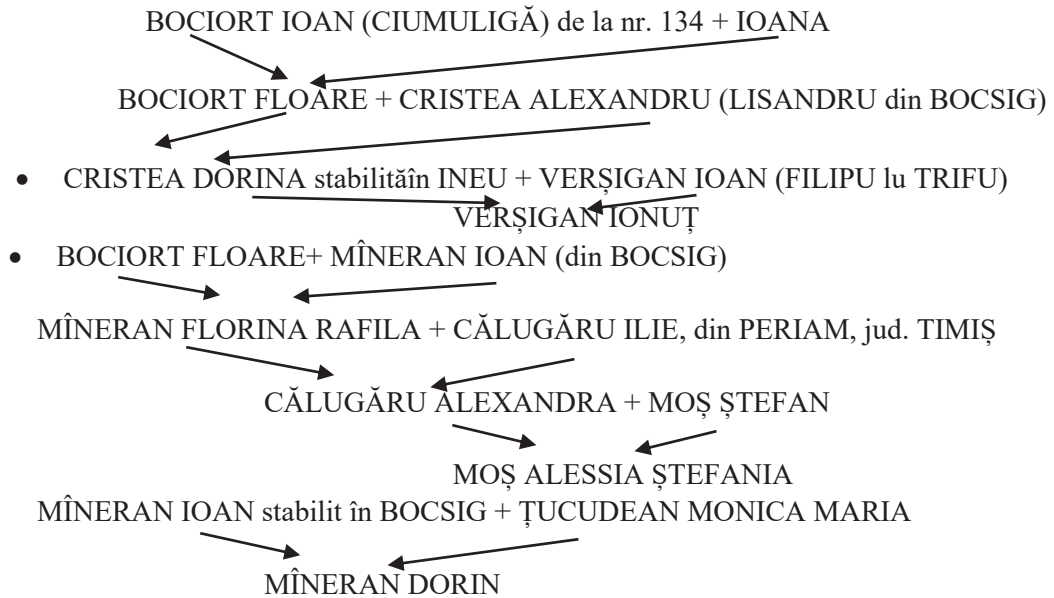 BOCIORT IOAN (CIUMULIGĂ) de la nr. 134 + IOANA
BOCIORT FLOARE + CRISTEA ALEXANDRU (LISANDRU din BOCSIG)
• CRISTEA DORINA stabilităîn INEU + VERȘIGAN IOAN (FILIPU lu TRIFU)
VERȘIGAN IONUȚ
• BOCIORT FLOARE+ MÎNERAN IOAN (din BOCSIG)
MÎNERAN FLORINA RAFILA + CĂLUGĂRU ILIE, din PERIAM, jud. TIMIȘ
CĂLUGĂRU ALEXANDRA + MOȘ ȘTEFAN
MOȘ ALESSIA ȘTEFANIA
MÎNERAN IOAN stabilit în BOCSIG + ȚUCUDEAN MONICA MARIA
MÎNERAN DORIN